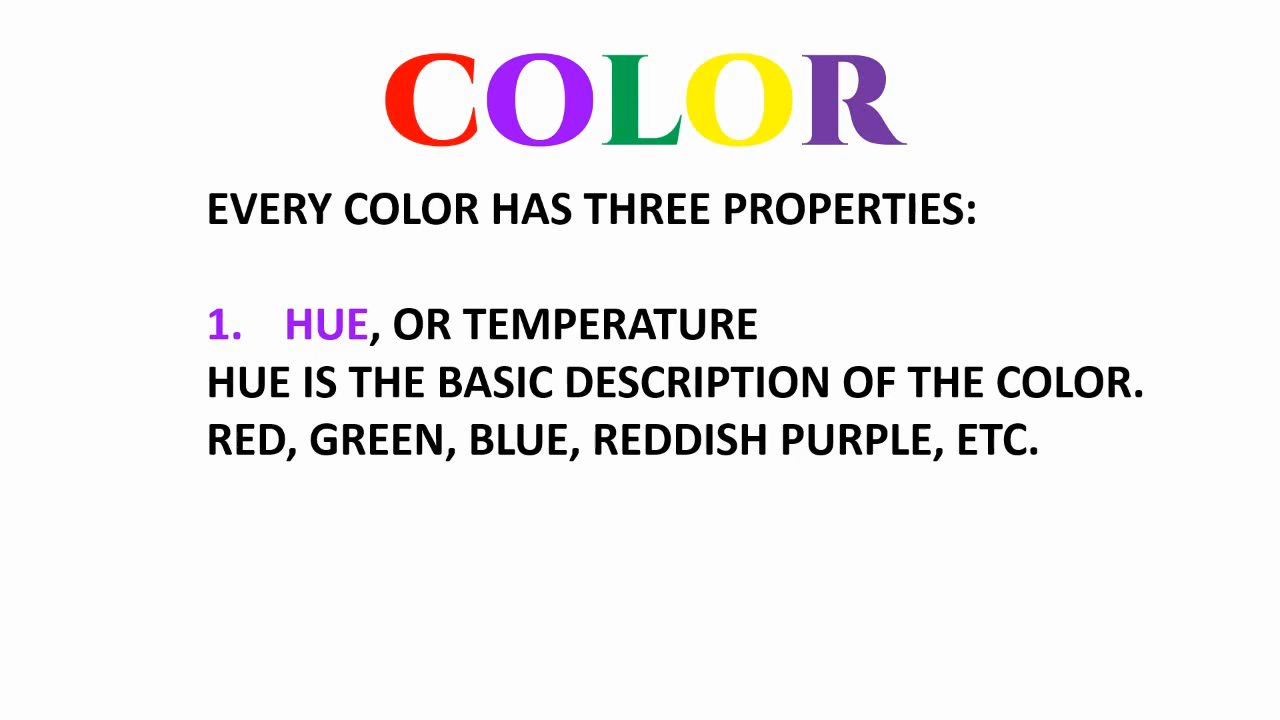 COLOR
EVERY COLOR HAS THREE PROPERTIES:
1. HUE, OR TEMPERATURE
HUE IS THE BASIC DESCRIPTION OF THE COLOR.
RED, GREEN, BLUE, REDDISH PURPLE, ETC.